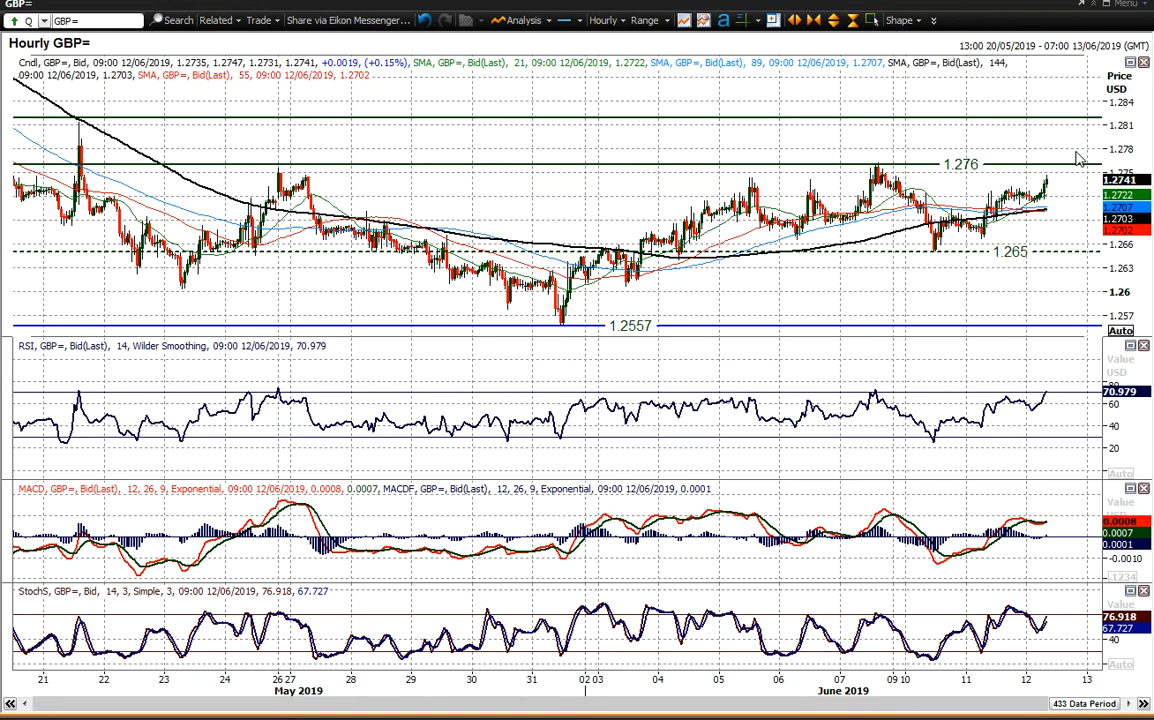 GBP=
Menu
Q GBP= Search Related Trade Share via Eikon Messenger... Analysis Hourly Range a Shape
Hourly GBP=
13:00 20/05/2019 - 07:00 13/06/2019 (GMT)
Cndl, GBP=, Bid, 09:00 12/06/2019, 1.2735, 1.2747, 1.2731, 1.2741, +0.0019, (+0.15%), SMA, GBP=, Bid(Last), 21, 09:00 12/06/2019, 1.2722, SMA, GBP=, Bid(Last), 89, 09:00 12/06/2019, 1.2707, SMA, GBP=, Bid(Last), 144,
09:00 12/06/2019, 1.2703, SMA, GBP=, Bid(Last), 55, 09:00 12/06/2019, 1.2702
Price
USD
1.284
1.281
1.278
1.276
1.275
1.2741
1.2722
1.2707
1.2703
1.2702
1.266
1.265
1.263
1.26
1.257
1.2557
Auto
RSI, GBP=, Bid(Last), 14, Wilder Smoothing, 09:00 12/06/2019, 70.979
Value
USD
70.979
60
40
20
Auto
MACD, GBP=, Bid(Last), 12, 26, 9, Exponential, 09:00 12/06/2019, 0.0008, 0.0007, MACDF, GBP=, Bid(Last), 12, 26, 9, Exponential, 09:00 12/06/2019, 0.0001
Value
0.0008
0.0007
0.0001
-0.0010
1234
StochS, GBP=, Bid, 14, 3, Simple, 3, 09:00 12/06/2019, 76.918, 67.727
Value
76.918
67.727
40
Auto
21 22 23 24 26 27 28 29 30 31 02 03 04 05 06 07 09 10 11 12 13
May 2019 June 2019
433 Data Period